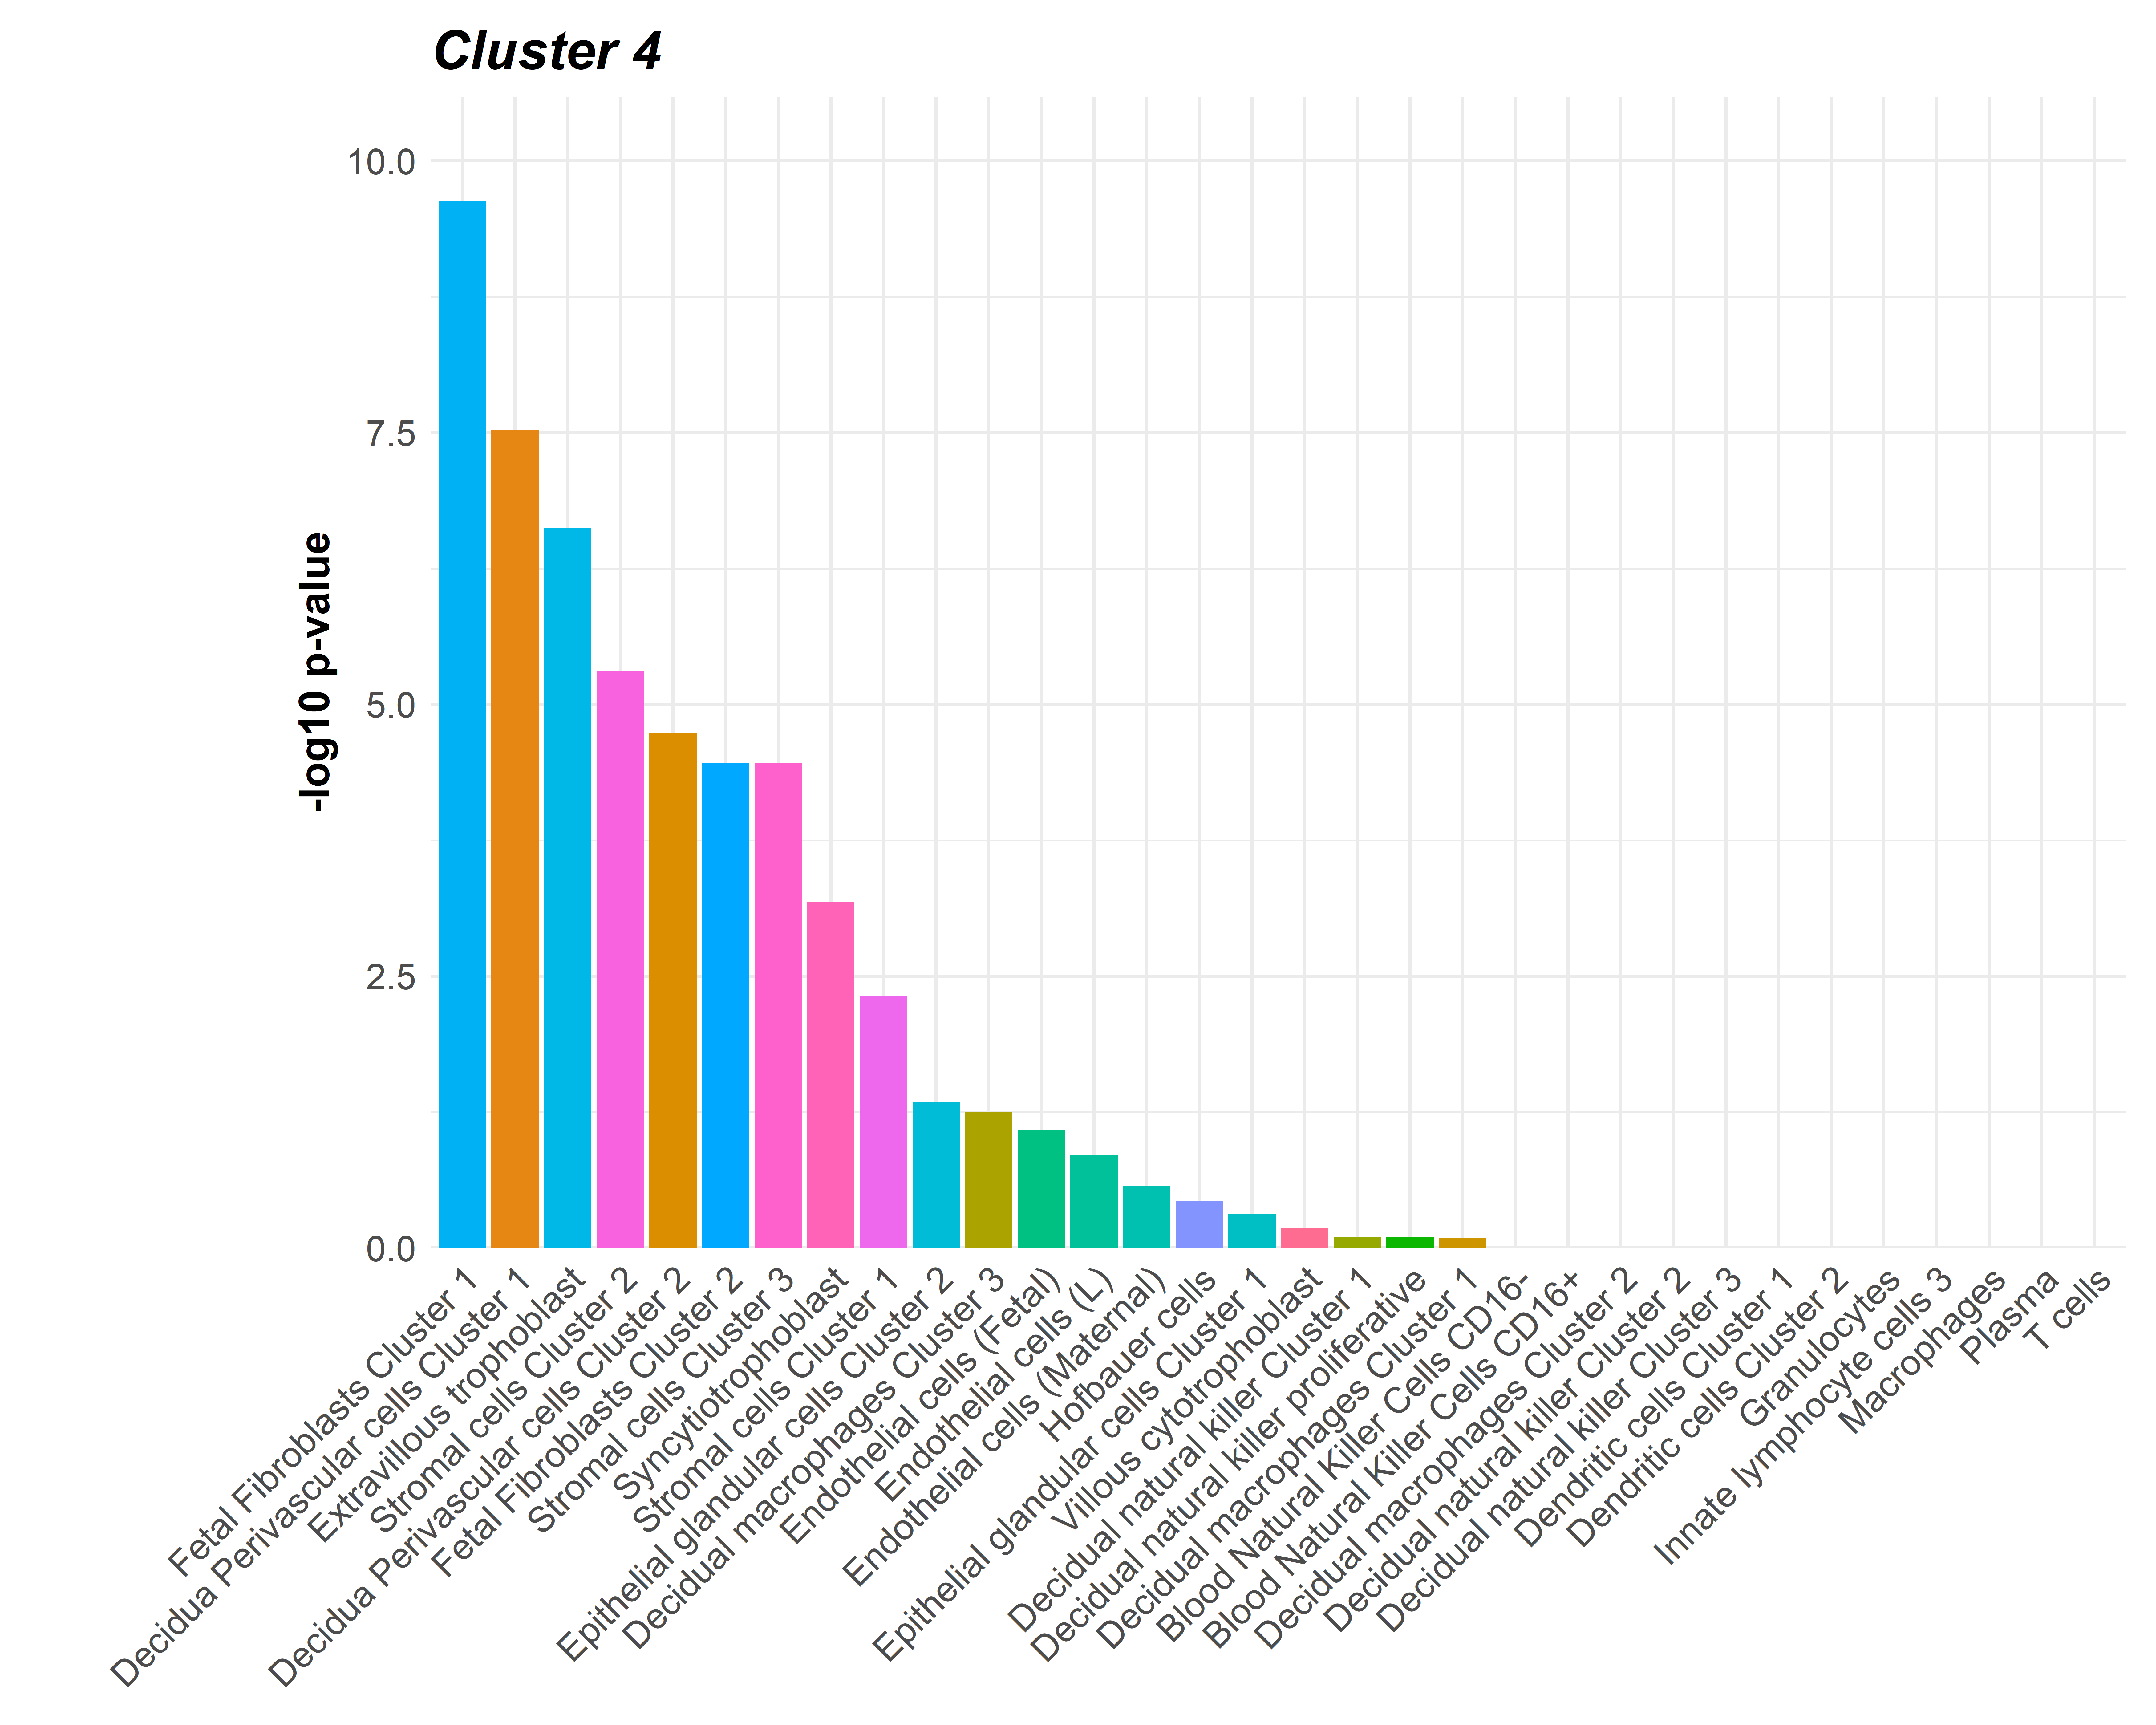 Cluster 4
10.0
7.5
5.0
2.5
0.0
-log10 p-value
Fetal Fibroblasts Cluster 1
Decidua Perivascular cells Cluster 1
Extravillous trophoblast
Stromal cells Cluster 2
Decidua Perivascular cells Cluster 2
Fetal Fibroblasts Cluster 2
Stromal cells Cluster 3
Syncytiotrophoblast
Stromal cells Cluster 1
Epithelial glandular cells Cluster 2
Decidual macrophages Cluster 3
Endothelial cells (Fetal)
Endothelial cells (L)
Endothelial cells (Maternal)
Hofbauer cells
Epithelial glandular cells Cluster 1
Villous cytotrophoblast
Decidual natural killer Cluster 1
Decidual natural killer proliferative
Decidual macrophages Cluster 1
Blood Natural Killer Cells CD16-
Blood Natural Killer Cells CD16+
Decidual macrophages Cluster 2
Decidual natural killer Cluster 2
Decidual natural killer Cluster 3
Dendritic cells Cluster 1
Dendritic cells Cluster 2
Granulocytes
Innate lymphocyte cells 3
Macrophages
Plasma
T cells